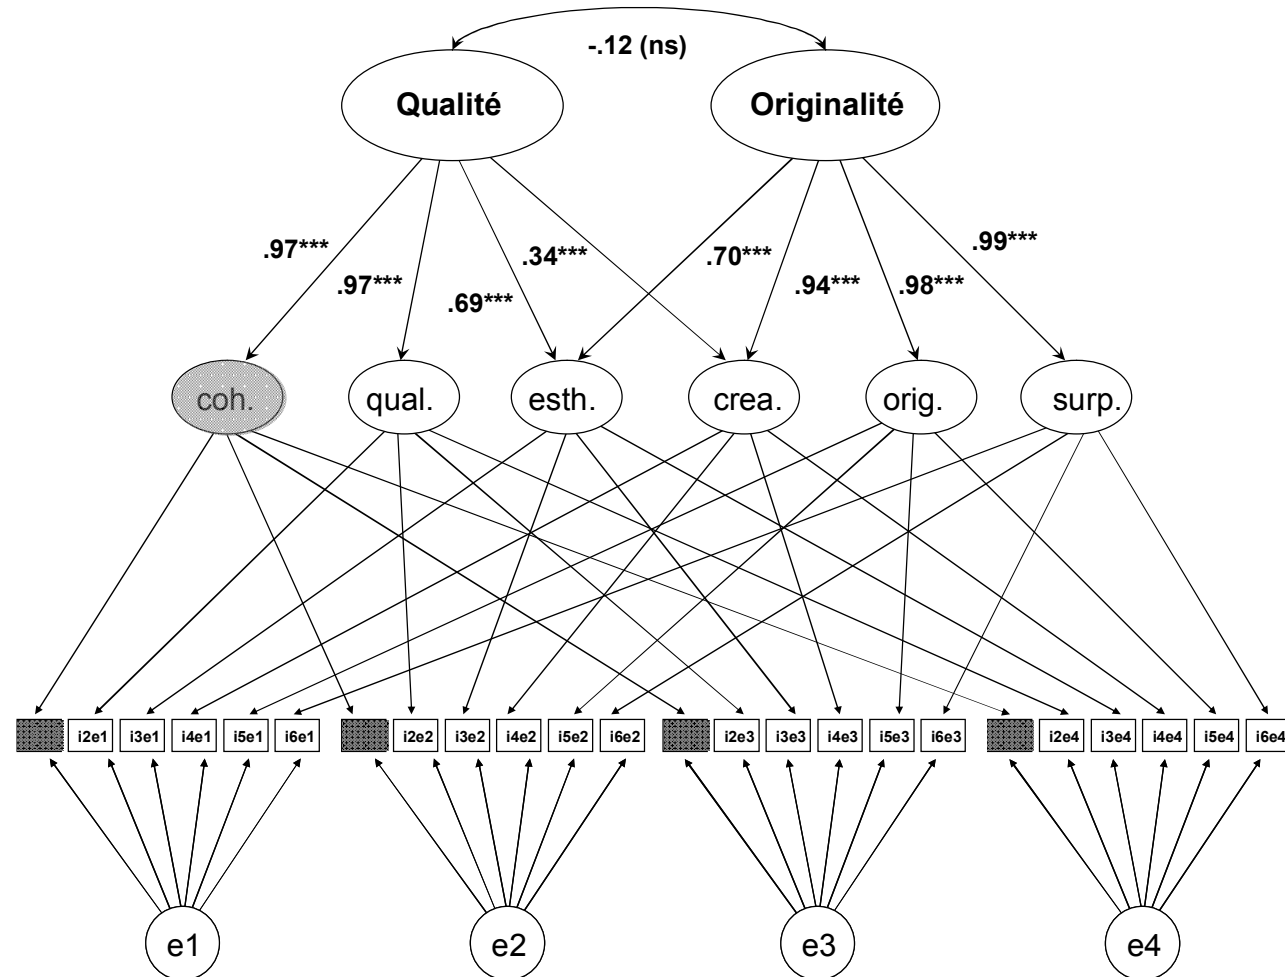 -.12 (ns)
Qualité
Originalité
.97***
.97***
.69***
.34***
.70***
.94***
.98***
.99***
coh.
qual.
esth.
crea.
orig.
surp.
i2e1 i3e1 i4e1 i5e1 i6e1 i2e2 i3e2 i4e2 i5e2 i6e2 i2e3 i3e3 i4e3 i5e3 i6e3 i2e4 i3e4 i4e4 i5e4 i6e4
e1
e2
e3
e4